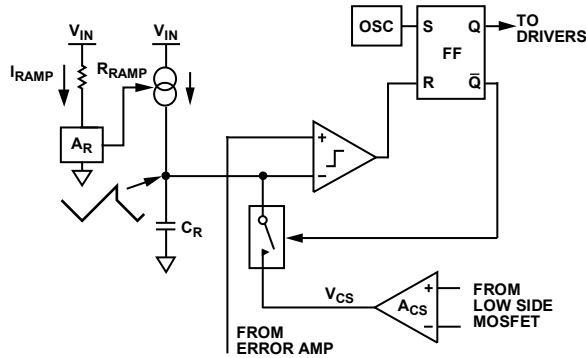 V_IN
V_IN
I_RAMP
R_RAMP
A_R
C_R
OSC
S
Q
FF
R
Q̅
TO
DRIVERS
+
–
V_CS
A_CS
+
–
FROM
LOW SIDE
MOSFET
FROM
ERROR AMP